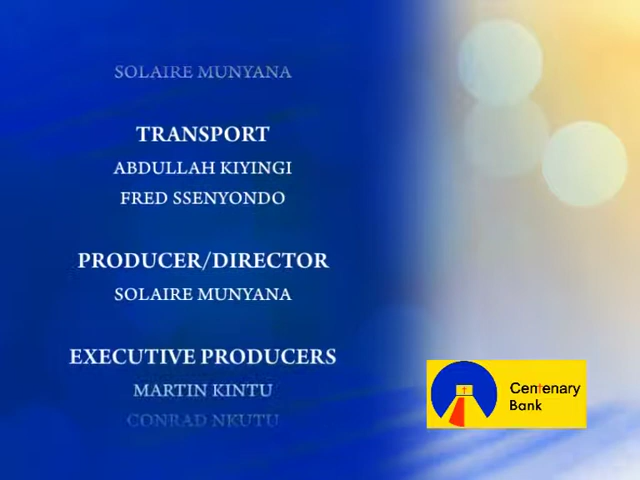 SOLAIRE MUNYANA
TRANSPORT
ABDULLAH KIYINGI
FRED SSENYONDO
PRODUCER/DIRECTOR
SOLAIRE MUNYANA
EXECUTIVE PRODUCERS
MARTIN KINTU
CONRAD NKUTU
Centenary
Bank